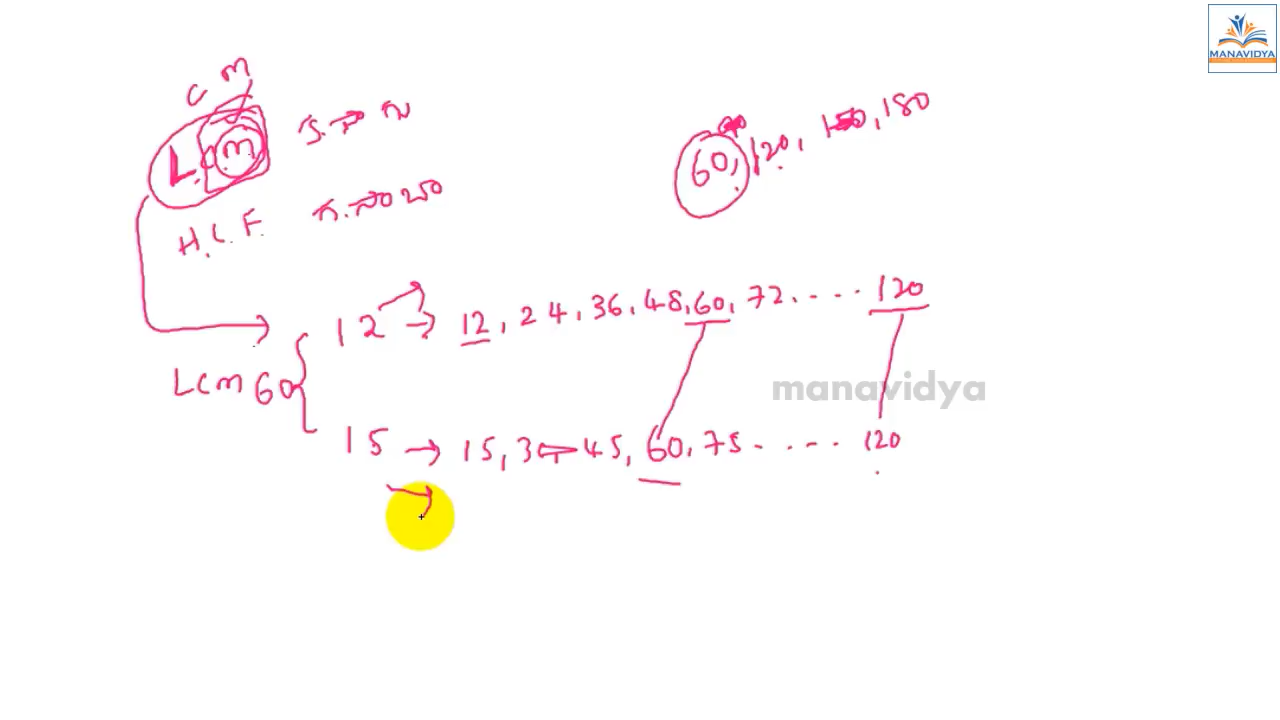 MANAVIDYA
C M
L C M క.సా.గు
H.C.F. గ.సా.భా
60, 120, 180
12 → 12, 24, 36, 48, 60, 72, .... 120
LCM 60
manavidya
15 → 15, 30, 45, 60, 75 - .... 120